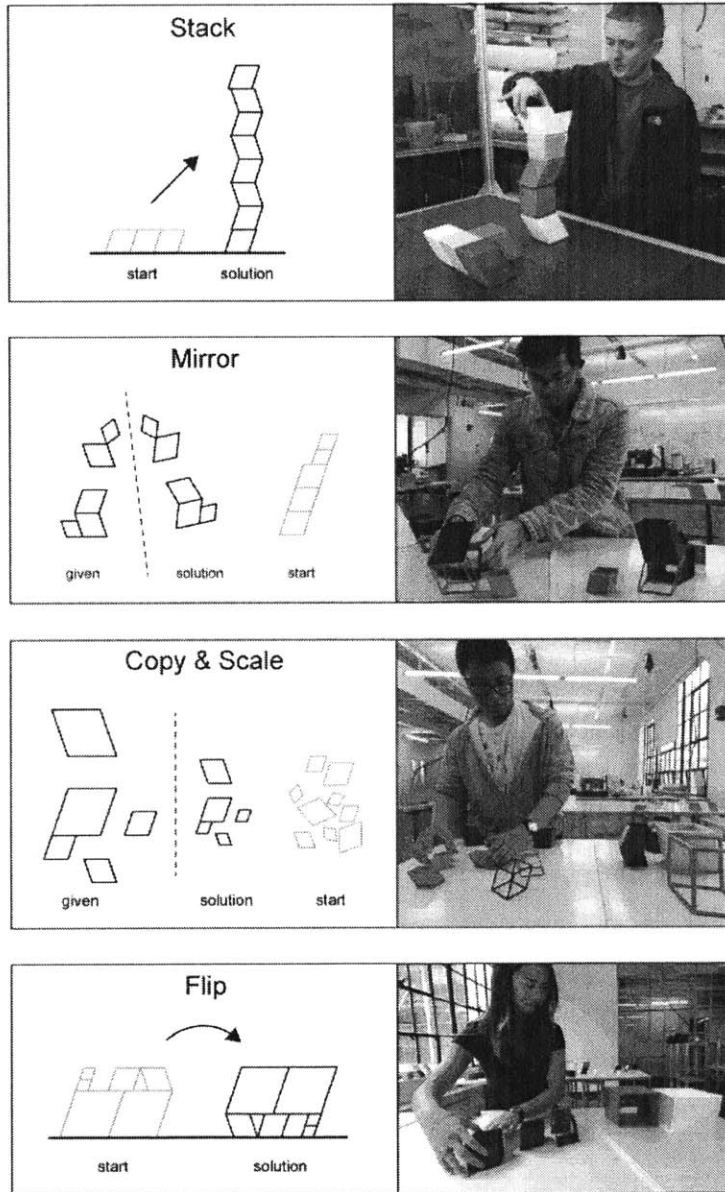 Stack
start
solution
Mirror
given
solution
start
Copy & Scale
given
solution
start
Flip
start
solution